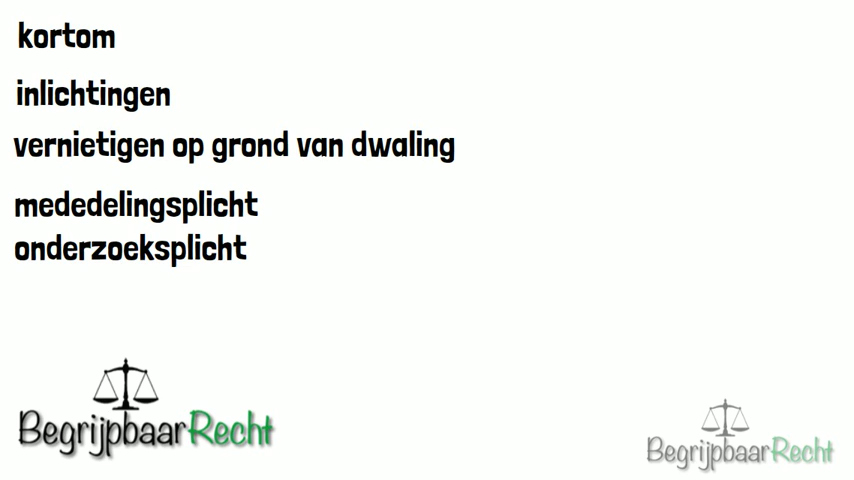 kortom
inlichtingen
vernietigen op grond van dwaling
mededelingsplicht
onderzoeksplicht
BegrijpbaarRecht
BegrijpbaarRecht